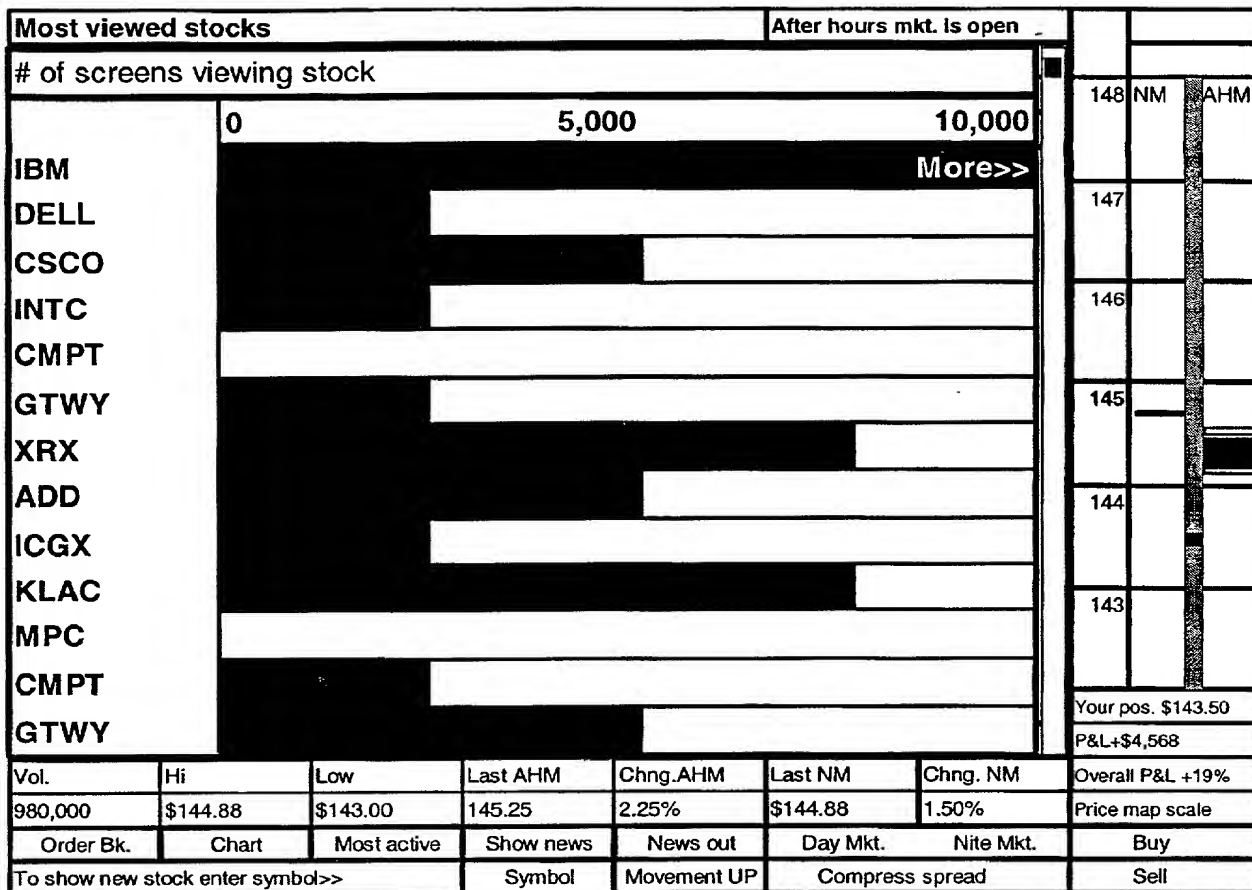 Most viewed stocks After hours mkt. is open
# of screens viewing stock
0 5,000 10,000
IBM More>>
DELL
CSCO
INTC
CMPT
GTWY
XRX
ADD
ICGX
KLAC
MPC
CMPT
GTWY
148 NM AHM
147
146
145
144
143
Your pos. $143.50
P&L+$4,568
Vol. Hi Low Last AHM Chng.AHM Last NM Chng. NM Overall P&L +19%
980,000 $144.88 $143.00 145.25 2.25% $144.88 1.50% Price map scale
Order Bk. Chart Most active Show news News out Day Mkt. Nite Mkt. Buy
To show new stock enter symbol>> Symbol Movement UP Compress spread Sell